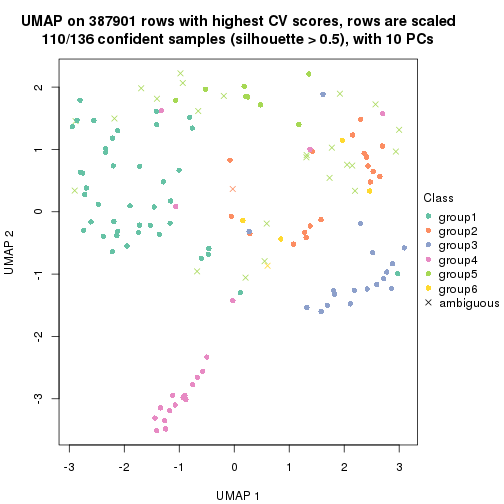 UMAP on 387901 rows with highest CV scores, rows are scaled
110/136 confident samples (silhouette > 0.5), with 10 PCs
2
1
0
-1
-2
-3
UMAP 2
-3
-2
-1
0
1
2
3
UMAP 1
Class
group1
group2
group3
group4
group5
group6
ambiguous